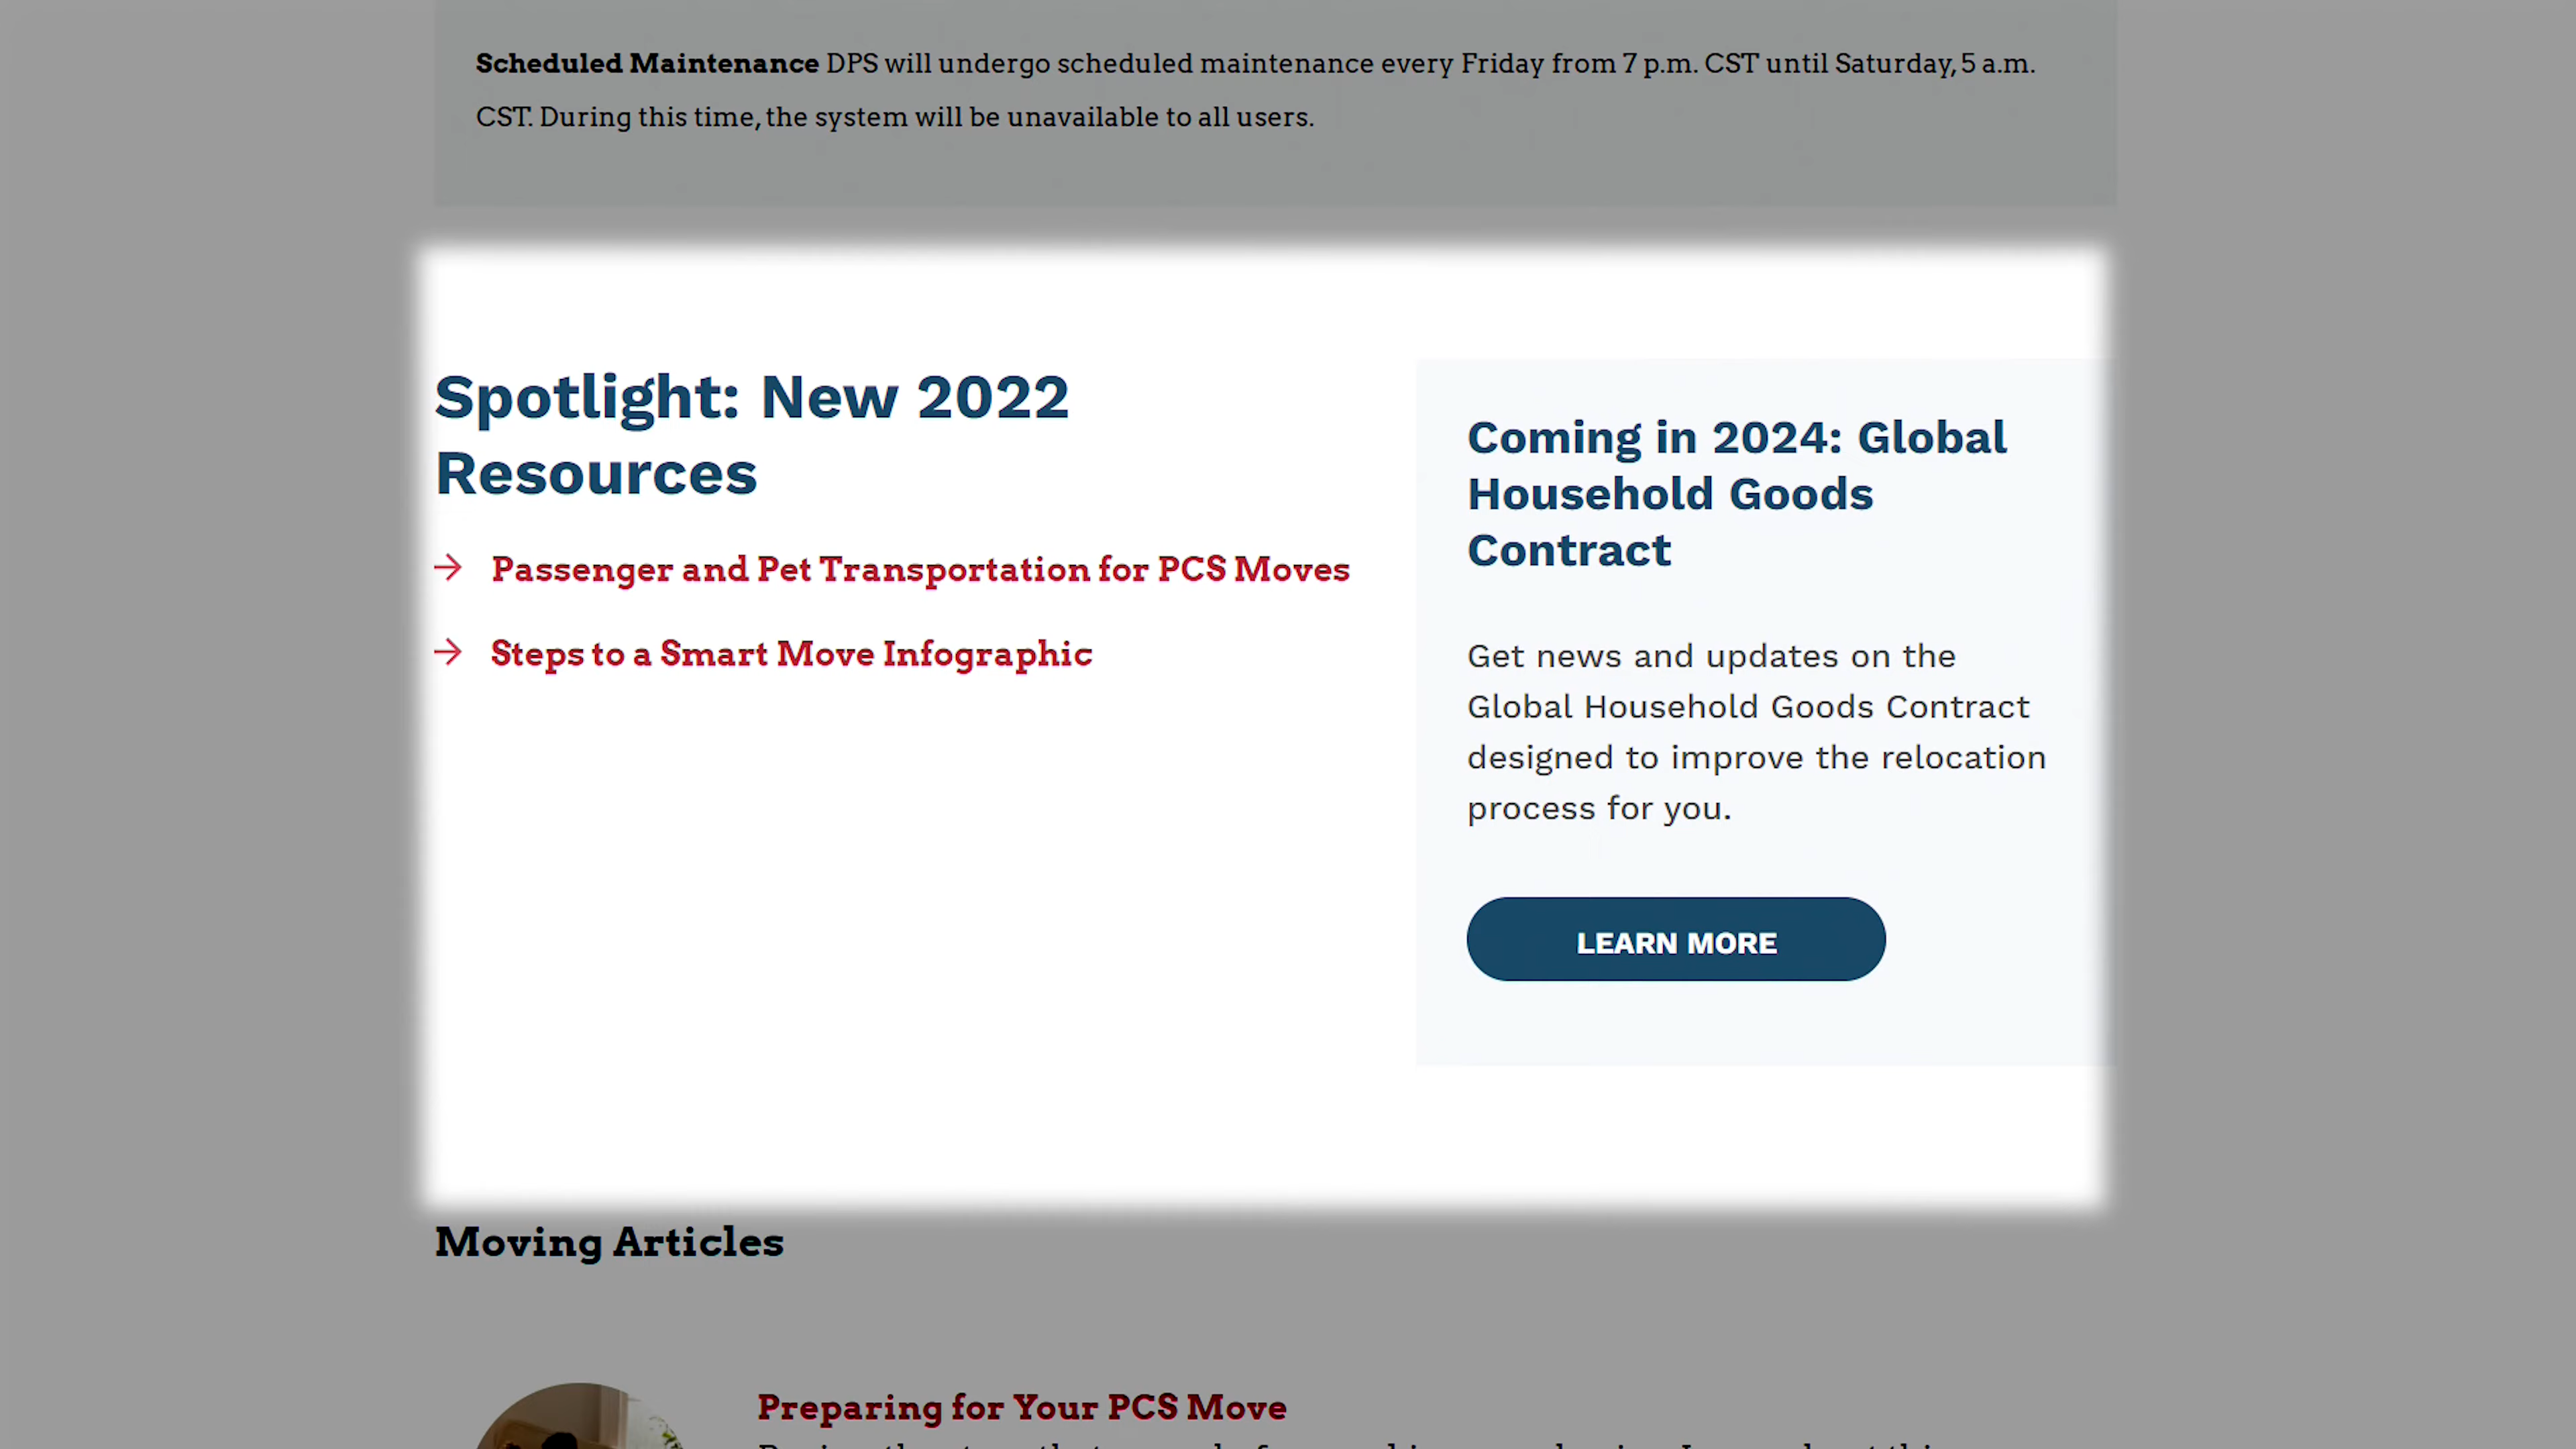 Scheduled Maintenance DPS will undergo scheduled maintenance every Friday from 7 p.m. CST until Saturday, 5 a.m.
CST. During this time, the system will be unavailable to all users.
Spotlight: New 2022
Resources
Passenger and Pet Transportation for PCS Moves
Steps to a Smart Move Infographic
Coming in 2024: Global
Household Goods
Contract
Get news and updates on the
Global Household Goods Contract
designed to improve the relocation
process for you.
LEARN MORE
Moving Articles
Preparing for Your PCS Move